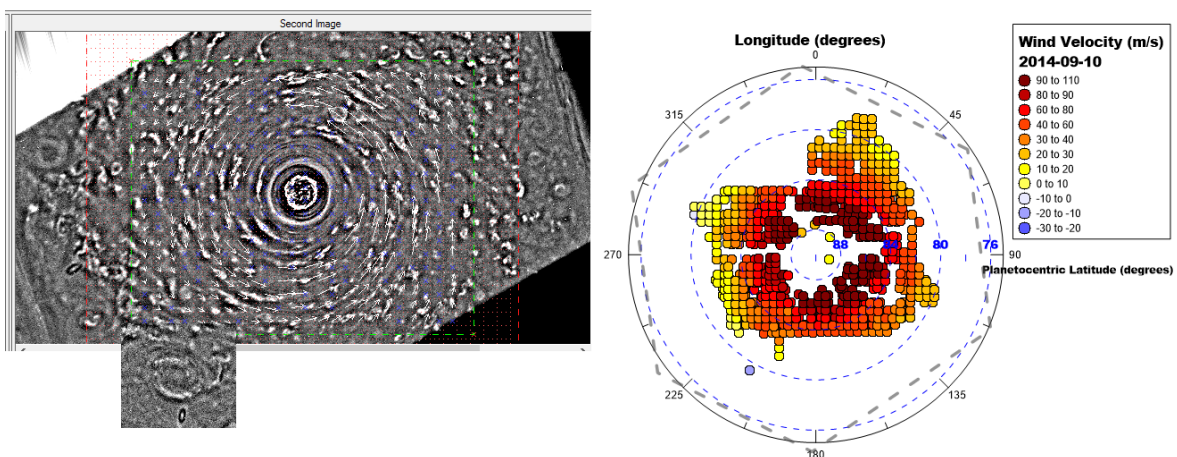 Second Image
Longitude (degrees)
0
45
90
135
180
225
270
315
88
84
80
76
Planetocentric Latitude (degrees)
Wind Velocity (m/s)
2014-09-10
90 to 110
80 to 90
60 to 80
40 to 60
30 to 40
20 to 30
10 to 20
0 to 10
-10 to 0
-20 to -10
-30 to -20